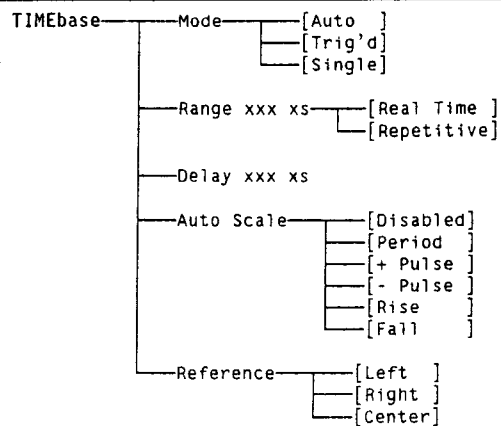 TIMEbase Mode [Auto ]
[Trig'd]
[Single]
Range xxx xs [Real Time ]
[Repetitive]
Delay xxx xs
Auto Scale [Disabled]
[Period ]
[+ Pulse ]
[- Pulse ]
[Rise ]
[Fall ]
Reference [Left ]
[Right ]
[Center]